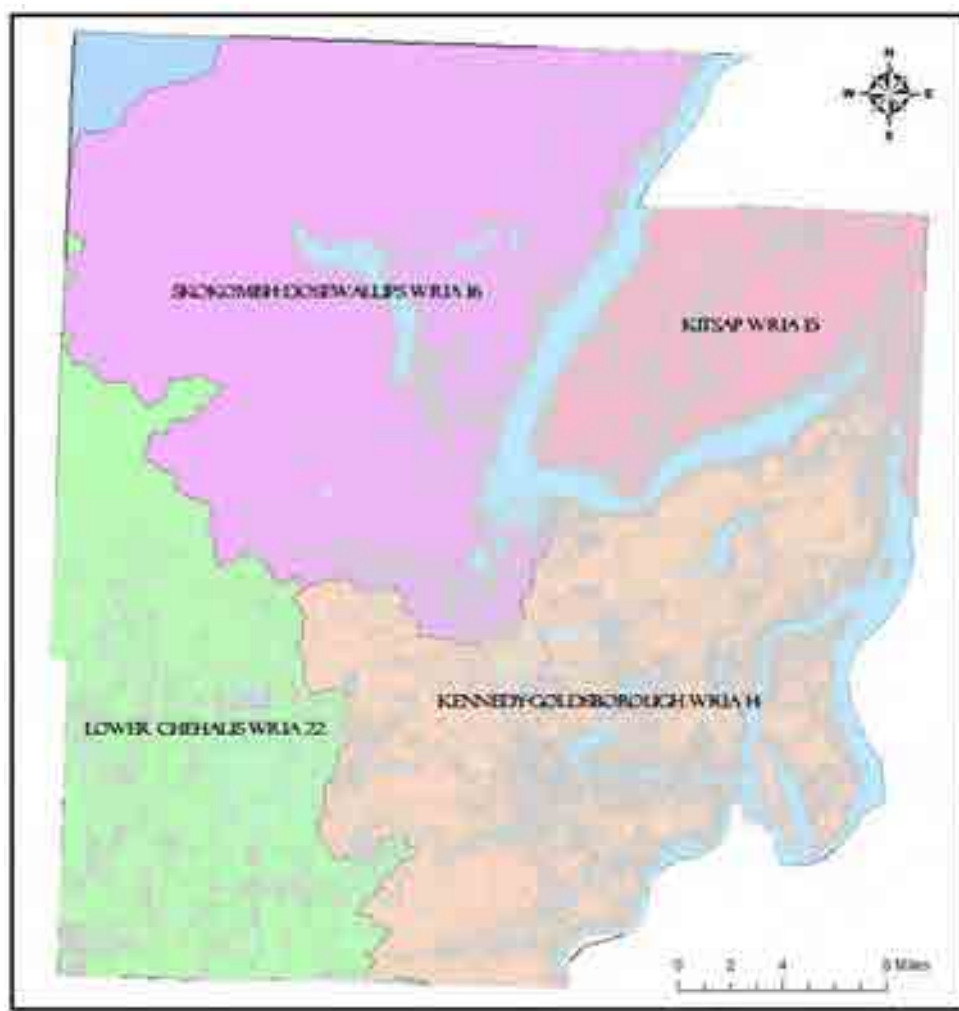 N
W E
S
SKOKOMISH-DOSEWALLIPS WRIA 16
KITSAP WRIA 15
KENNEDY-GOLDSBOROUGH WRIA 14
LOWER CHEHALIS WRIA 22
0 2 4 8 Miles